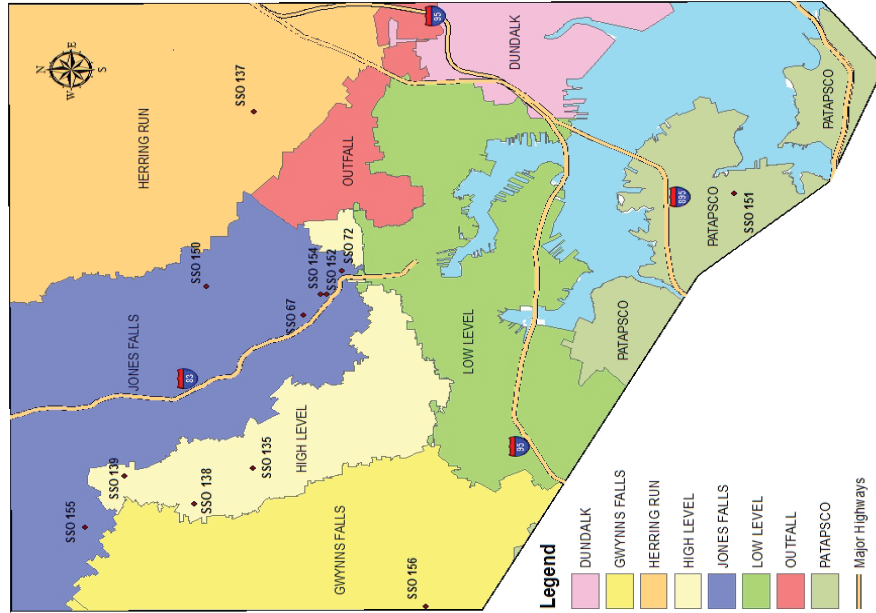 N
W
E
S
HERRING RUN
SSO 137
95
DUNDALK
OUTFALL
SSO 150
SSO 154
SSO 152
SSO 72
SSO 67
JONES FALLS
83
HIGH LEVEL
SSO 139
SSO 138
SSO 135
SSO 155
GWYNNS FALLS
SSO 156
LOW LEVEL
95
895
PATAPSCO
PATAPSCO
SSO 151
PATAPSCO
Legend
DUNDALK
GWYNNS FALLS
HERRING RUN
HIGH LEVEL
JONES FALLS
LOW LEVEL
OUTFALL
PATAPSCO
Major Highways